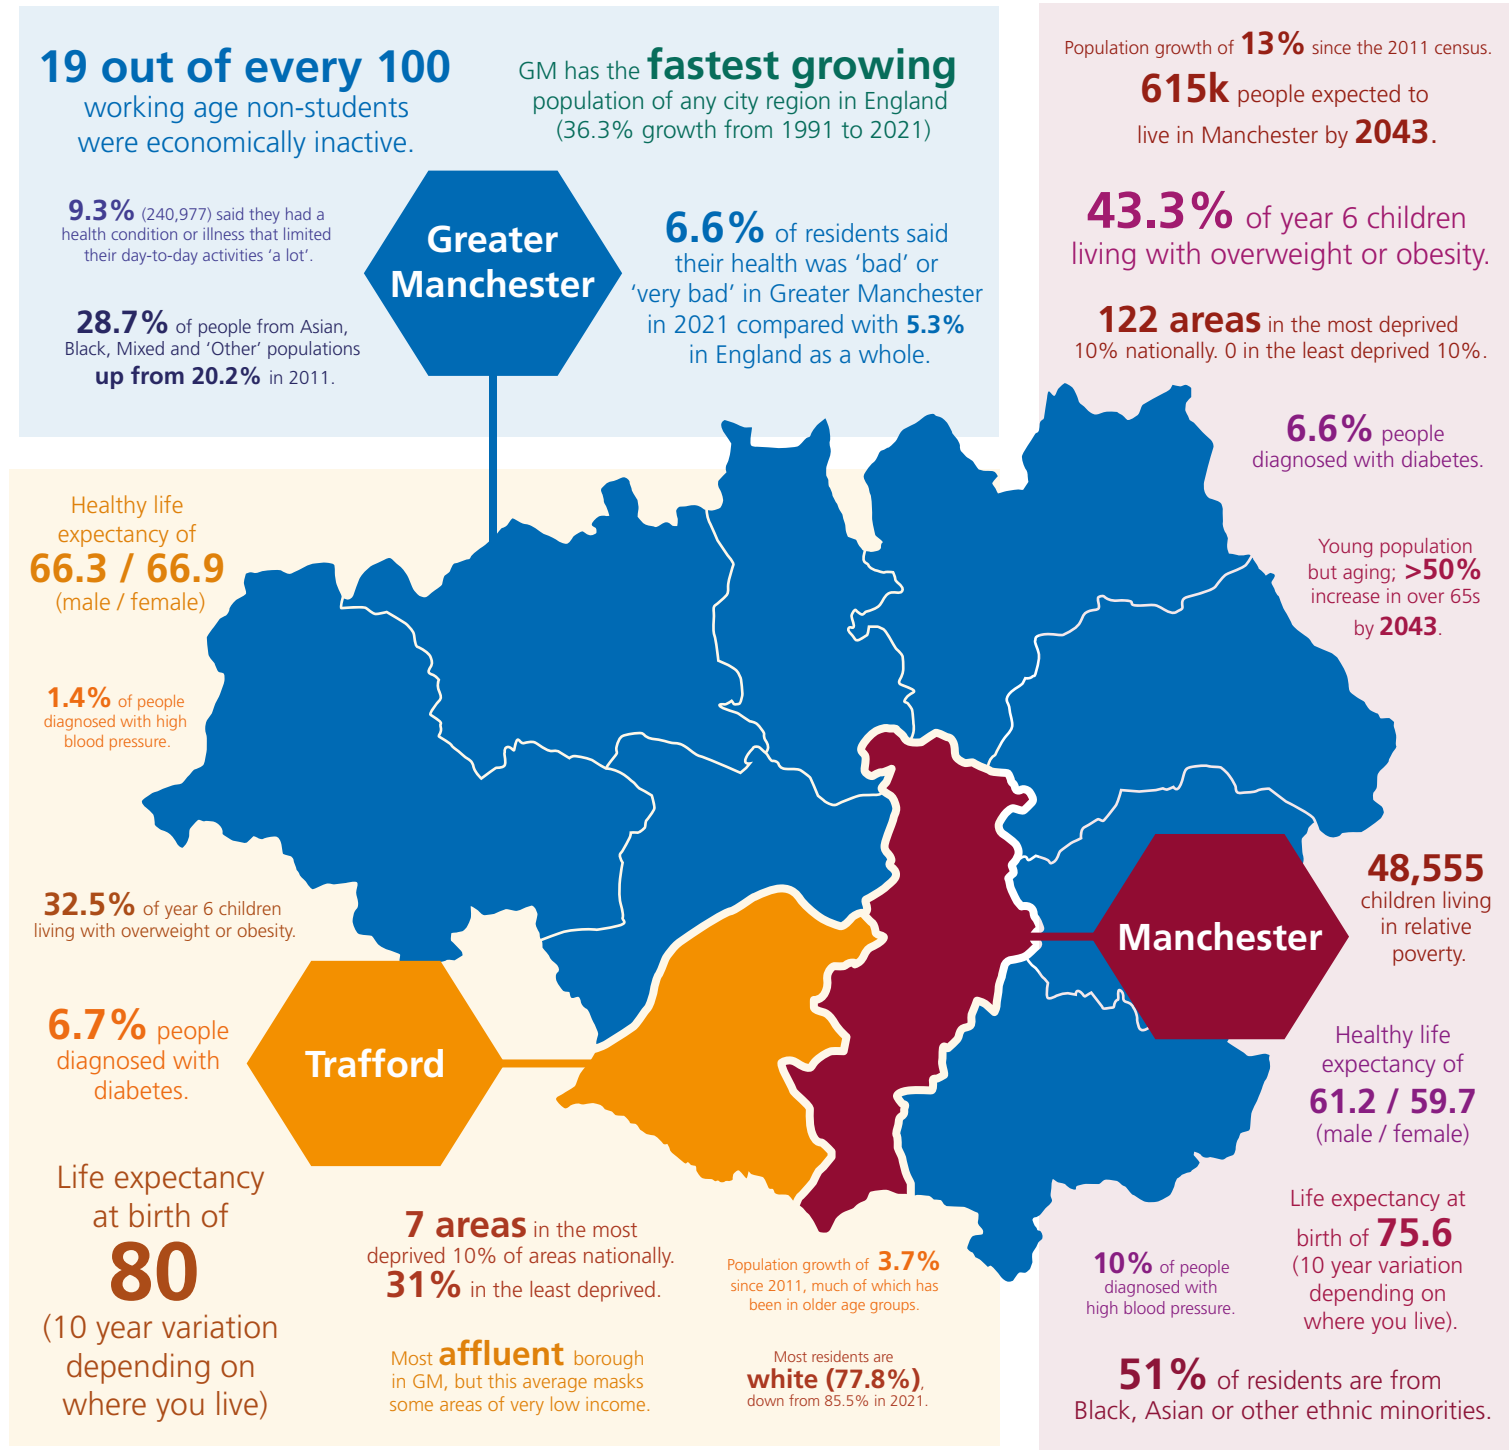 19 out of every 100
working age non-students
were economically inactive.
GM has the fastest growing
population of any city region in England
(36.3% growth from 1991 to 2021)
9.3% (240,977) said they had a
health condition or illness that limited
their day-to-day activities ‘a lot’.
28.7% of people from Asian,
Black, Mixed and ‘Other’ populations
up from 20.2% in 2011.
Greater
Manchester
6.6% of residents said
their health was ‘bad’ or
‘very bad’ in Greater Manchester
in 2021 compared with 5.3%
in England as a whole.
Population growth of 13% since the 2011 census.
615k people expected to
live in Manchester by 2043.
43.3% of year 6 children
living with overweight or obesity.
122 areas in the most deprived
10% nationally. 0 in the least deprived 10%.
6.6% people
diagnosed with diabetes.
Young population
but aging; >50%
increase in over 65s
by 2043.
48,555
children living
in relative
poverty.
Manchester
Healthy life
expectancy of
61.2 / 59.7
(male / female)
Life expectancy at
birth of 75.6
(10 year variation
depending on
where you live).
10% of people
diagnosed with
high blood pressure.
51% of residents are from
Black, Asian or other ethnic minorities.
Healthy life
expectancy of
66.3 / 66.9
(male / female)
1.4% of people
diagnosed with high
blood pressure.
32.5% of year 6 children
living with overweight or obesity.
6.7% people
diagnosed with
diabetes.
Trafford
Life expectancy
at birth of
80
(10 year variation
depending on
where you live)
7 areas in the most
deprived 10% of areas nationally.
31% in the least deprived.
Most affluent borough
in GM, but this average masks
some areas of very low income.
Population growth of 3.7%
since 2011, much of which has
been in older age groups.
Most residents are
white (77.8%),
down from 85.5% in 2021.